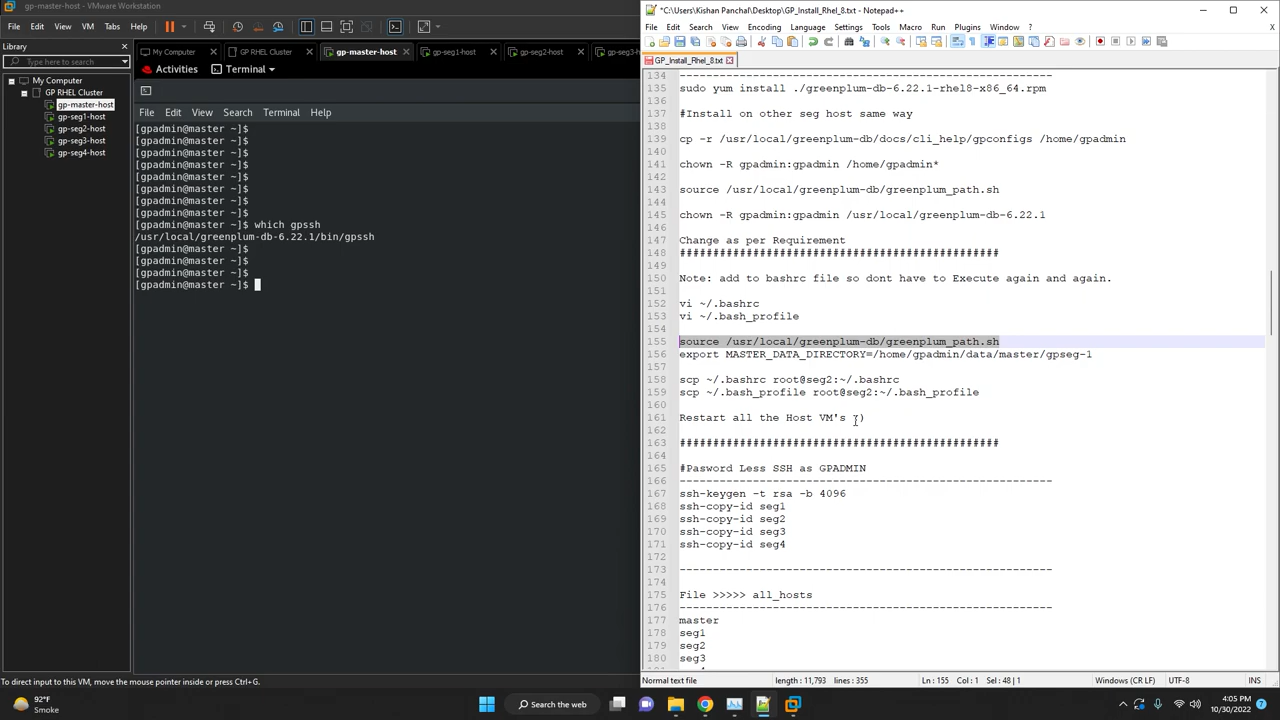 gp-master-host - VMware Workstation
File Edit View VM Tabs Help
Library
Type here to search
My Computer
GP RHEL Cluster
gp-master-host
gp-seg1-host
gp-seg2-host
gp-seg3-host
gp-seg4-host
My Computer
GP RHEL Cluster
gp-master-host
gp-seg1-host
gp-seg2-host
gp-seg3-h
Activities
Terminal
File Edit View Search Terminal Help
[gpadmin@master ~]$
[gpadmin@master ~]$
[gpadmin@master ~]$
[gpadmin@master ~]$
[gpadmin@master ~]$
[gpadmin@master ~]$
[gpadmin@master ~]$
[gpadmin@master ~]$
[gpadmin@master ~]$ which gpssh
/usr/local/greenplum-db-6.22.1/bin/gpssh
[gpadmin@master ~]$
[gpadmin@master ~]$
[gpadmin@master ~]$
[gpadmin@master ~]$
To direct input to this VM, move the mouse pointer inside or press Ctrl+G.
*C:\Users\Kishan Panchal\Desktop\GP_Install_Rhel_8.txt - Notepad++
File Edit Search View Encoding Language Settings Tools Macro Run Plugins Window ?
GP_Install_Rhel_8.txt
134 --------------------------------------------------------
135 sudo yum install ./greenplum-db-6.22.1-rhel8-x86_64.rpm
136
137 #Install on other seg host same way
138
139 cp -r /usr/local/greenplum-db/docs/cli_help/gpconfigs /home/gpadmin
140
141 chown -R gpadmin:gpadmin /home/gpadmin*
142
143 source /usr/local/greenplum-db/greenplum_path.sh
144
145 chown -R gpadmin:gpadmin /usr/local/greenplum-db-6.22.1
146
147 Change as per Requirement
148 ################################################
149
150 Note: add to bashrc file so dont have to Execute again and again.
151
152 vi ~/.bashrc
153 vi ~/.bash_profile
154
155 source /usr/local/greenplum-db/greenplum_path.sh
156 export MASTER_DATA_DIRECTORY=/home/gpadmin/data/master/gpseg-1
157
158 scp ~/.bashrc root@seg2:~/.bashrc
159 scp ~/.bash_profile root@seg2:~/.bash_profile
160
161 Restart all the Host VM's :)
162
163 ################################################
164
165 #Pasword Less SSH as GPADMIN
166 --------------------------------------------------------
167 ssh-keygen -t rsa -b 4096
168 ssh-copy-id seg1
169 ssh-copy-id seg2
170 ssh-copy-id seg3
171 ssh-copy-id seg4
172
173 --------------------------------------------------------
174
175 File >>>>> all_hosts
176 --------------------------------------------------------
177 master
178 seg1
179 seg2
180 seg3
Normal text file length : 11,793 lines : 355 Ln : 155 Col : 1 Sel : 48 | 1 Windows (CR LF) UTF-8 INS
92°F
Smoke
Search the web
4:05 PM
10/30/2022